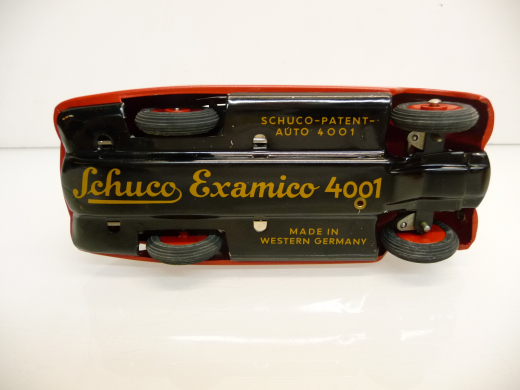 SCHUCO-PATENT-
AUTO 4001
Schuco Examico 4001
MADE IN
WESTERN GERMANY